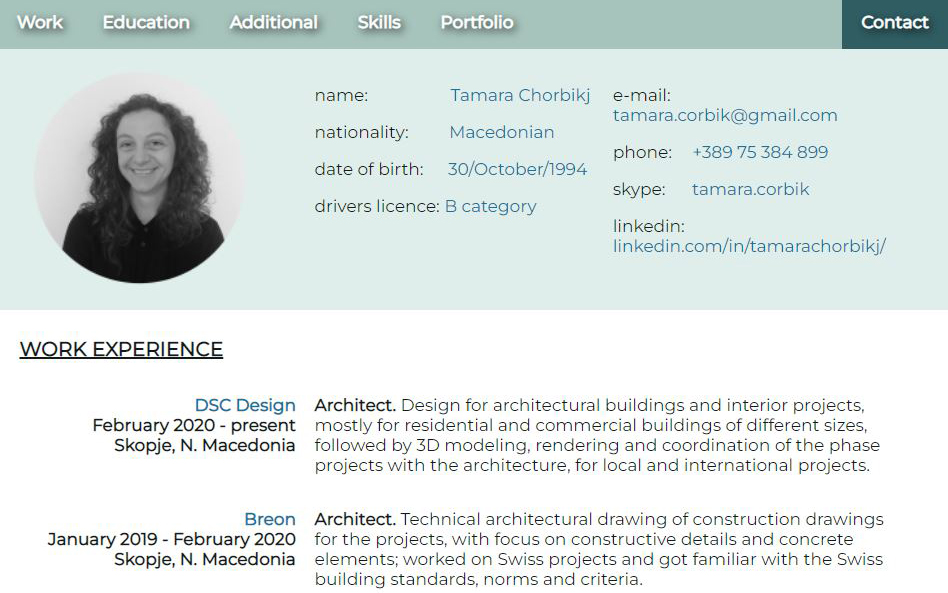 Work Education Additional Skills Portfolio Contact
name: Tamara Chorbikj
nationality: Macedonian
date of birth: 30/October/1994
drivers licence: B category
e-mail:
tamara.corbik@gmail.com
phone: +389 75 384 899
skype: tamara.corbik
linkedin:
linkedin.com/in/tamarachorbikj/
WORK EXPERIENCE
DSC Design
February 2020 - present
Skopje, N. Macedonia
Architect. Design for architectural buildings and interior projects,
mostly for residential and commercial buildings of different sizes,
followed by 3D modeling, rendering and coordination of the phase
projects with the architecture, for local and international projects.
Breon
January 2019 - February 2020
Skopje, N. Macedonia
Architect. Technical architectural drawing of construction drawings
for the projects, with focus on constructive details and concrete
elements; worked on Swiss projects and got familiar with the Swiss
building standards, norms and criteria.